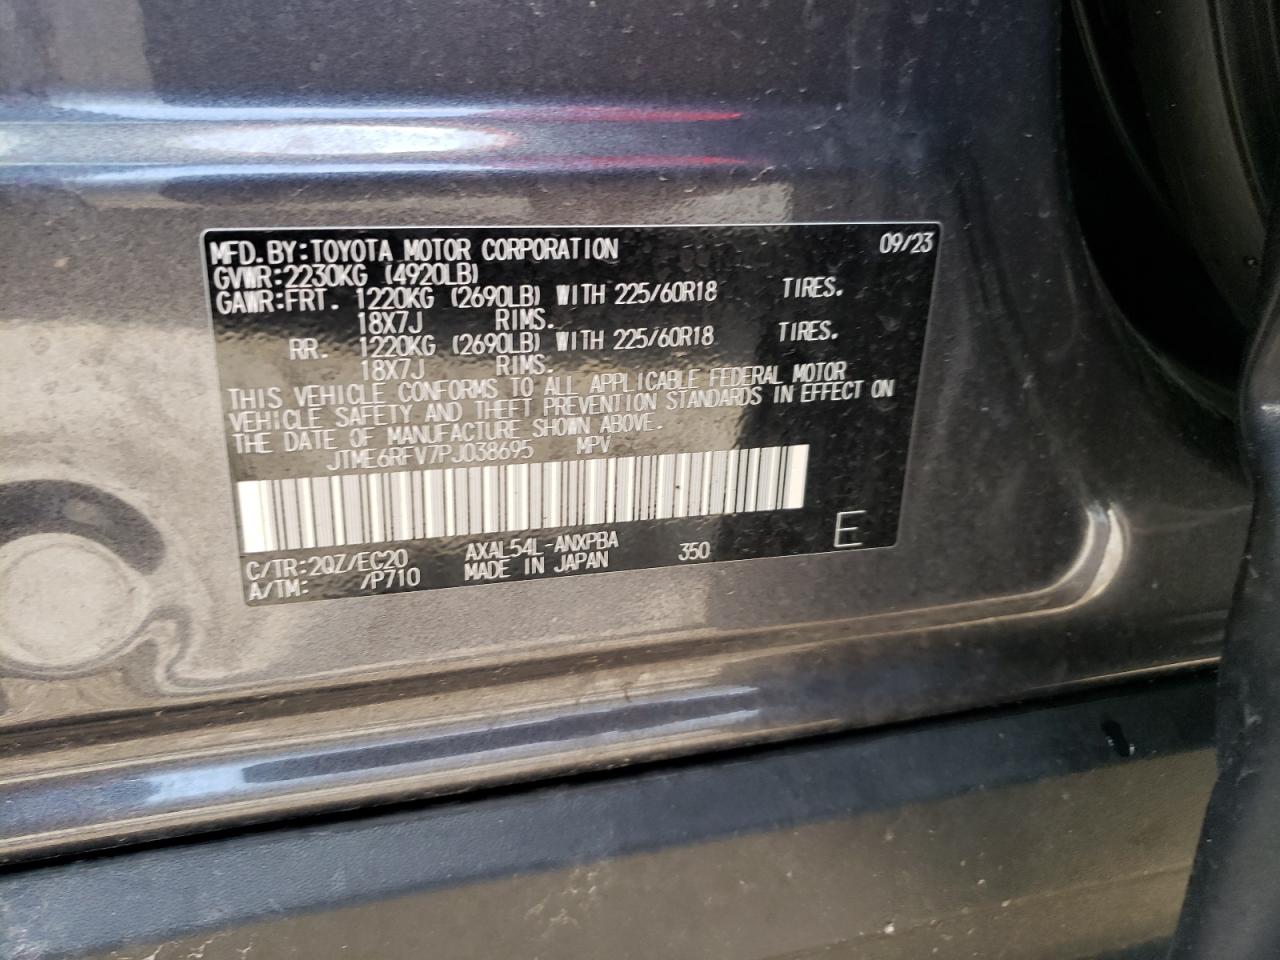 MFD.BY:TOYOTA MOTOR CORPORATION 09/23
GVWR:2230KG (4920LB)
GAWR:FRT. 1220KG (2690LB) WITH 225/60R18 TIRES.
18X7J RIMS.
RR. 1220KG (2690LB) WITH 225/60R18 TIRES.
18X7J RIMS.
THIS VEHICLE CONFORMS TO ALL APPLICABLE FEDERAL MOTOR
VEHICLE SAFETY AND THEFT PREVENTION STANDARDS IN EFFECT ON
THE DATE OF MANUFACTURE SHOWN ABOVE.
JTME6RFV7PJ038695 MPV
C/TR:2QZ/EC20 AXAL54L-ANXPBA 350 E
A/TM: /P710 MADE IN JAPAN